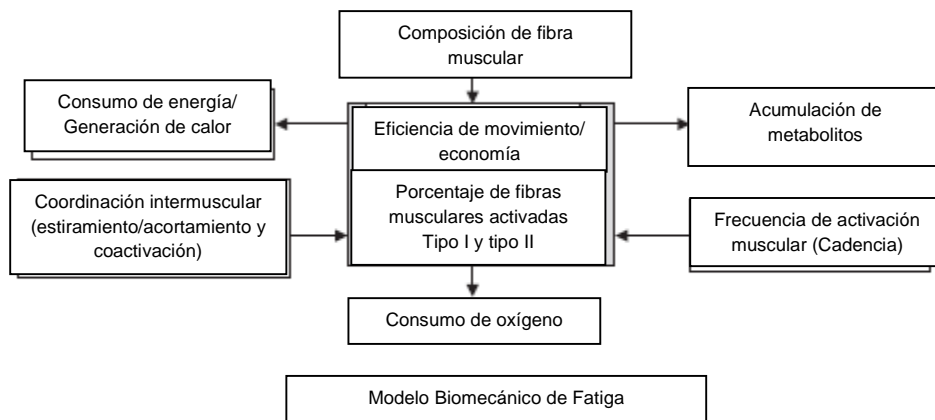 Composición de fibra
muscular
Consumo de energía/
Generación de calor
Eficiencia de movimiento/
economía
Acumulación de
metabolitos
Coordinación intermuscular
(estiramiento/acortamiento y
coactivación)
Porcentaje de fibras
musculares activadas
Tipo I y tipo II
Frecuencia de activación
muscular (Cadencia)
Consumo de oxígeno
Modelo Biomecánico de Fatiga